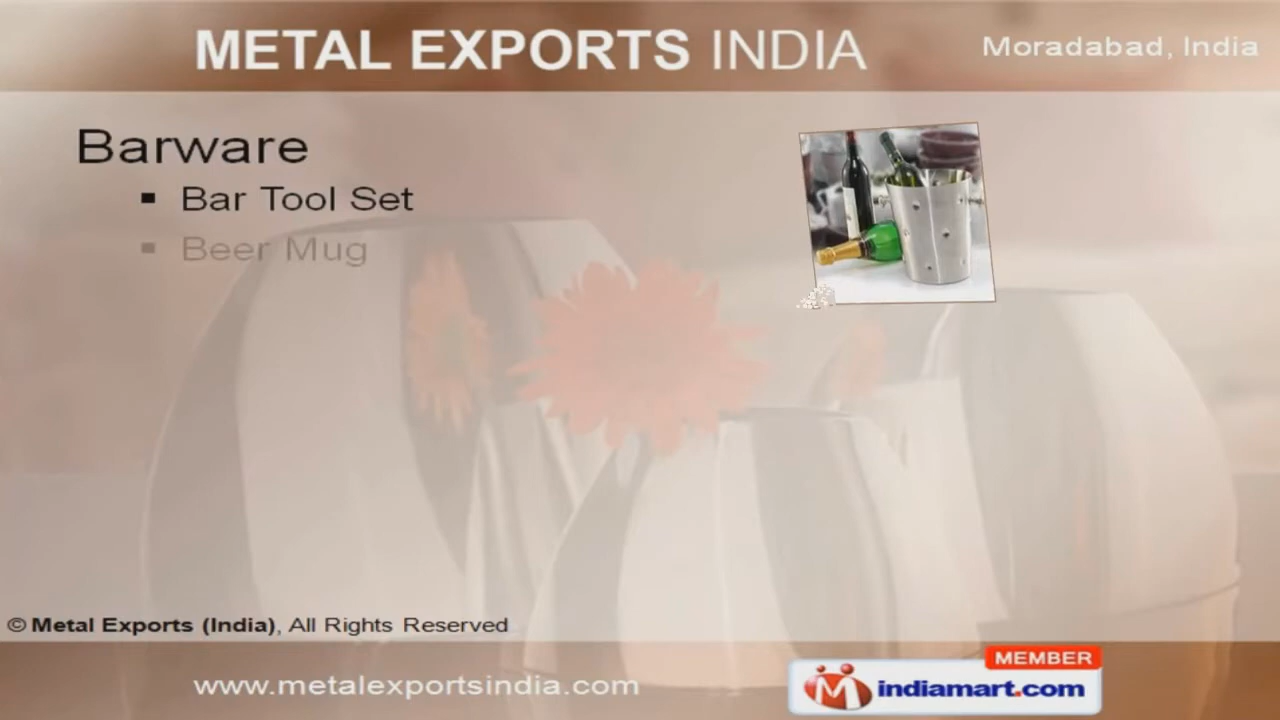 METAL EXPORTS INDIA
Moradabad, India
Barware
▪ Bar Tool Set
▪ Beer Mug
© Metal Exports (India), All Rights Reserved
www.metalexportsindia.com
MEMBER
indiamart.com